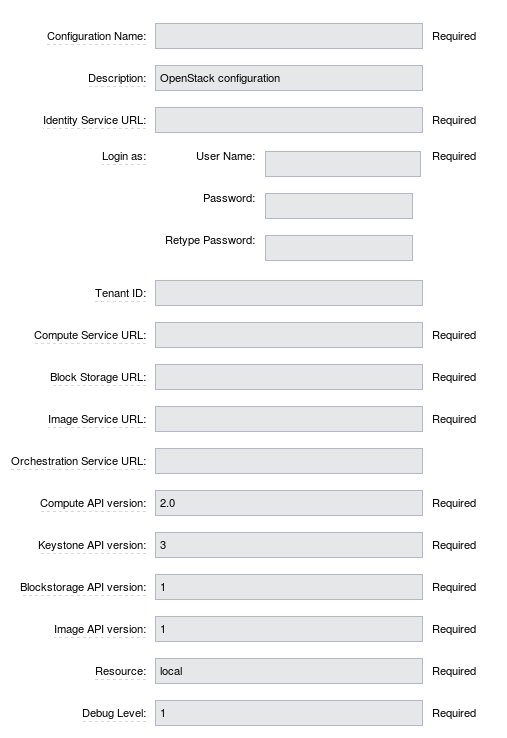 Configuration Name: Required
Description: OpenStack configuration
Identity Service URL: Required
Login as: User Name: Required
Password:
Retype Password:
Tenant ID:
Compute Service URL: Required
Block Storage URL: Required
Image Service URL: Required
Orchestration Service URL:
Compute API version: 2.0 Required
Keystone API version: 3 Required
Blockstorage API version: 1 Required
Image API version: 1 Required
Resource: local Required
Debug Level: 1 Required